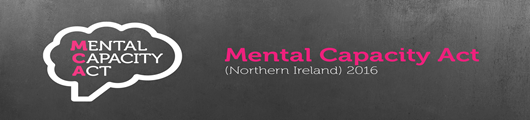 MENTAL
CAPACITY
ACT
Mental Capacity Act
(Northern Ireland) 2016